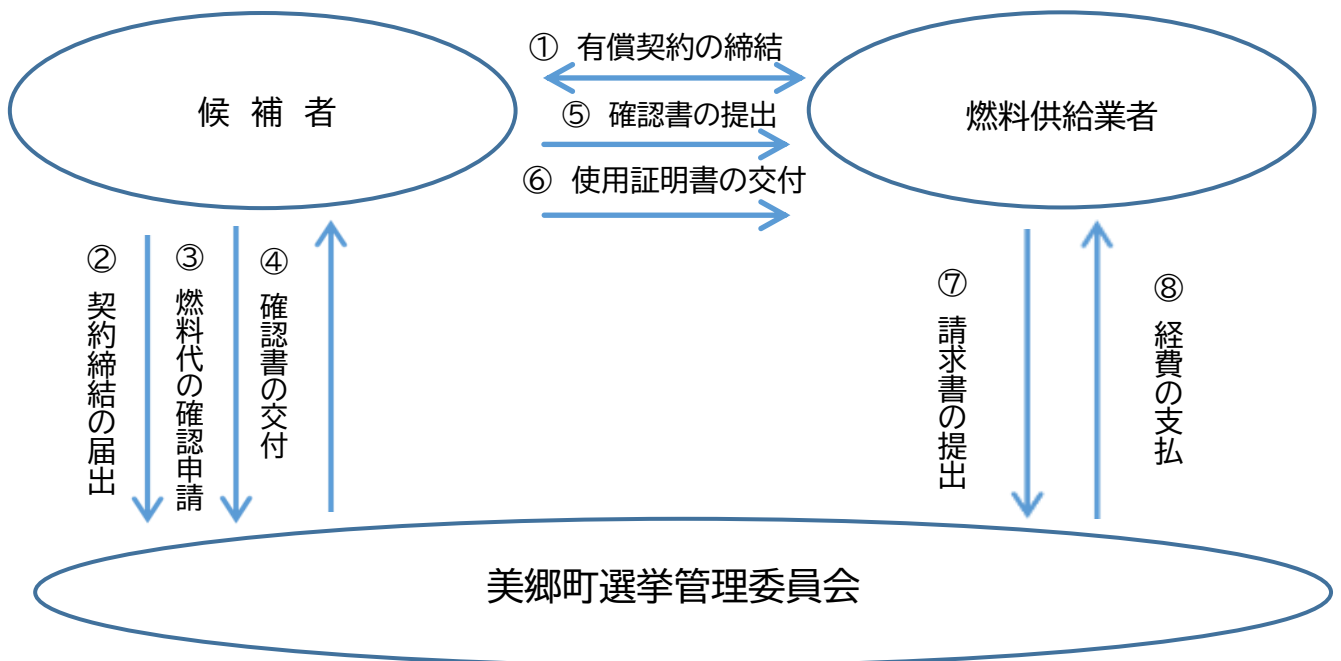 ① 有償契約の締結
候 補 者
燃料供給業者
⑤ 確認書の提出
⑥ 使用証明書の交付
② 契約締結の届出
③ 燃料代の確認申請
④ 確認書の交付
⑦ 請求書の提出
⑧ 経費の支払
美郷町選挙管理委員会